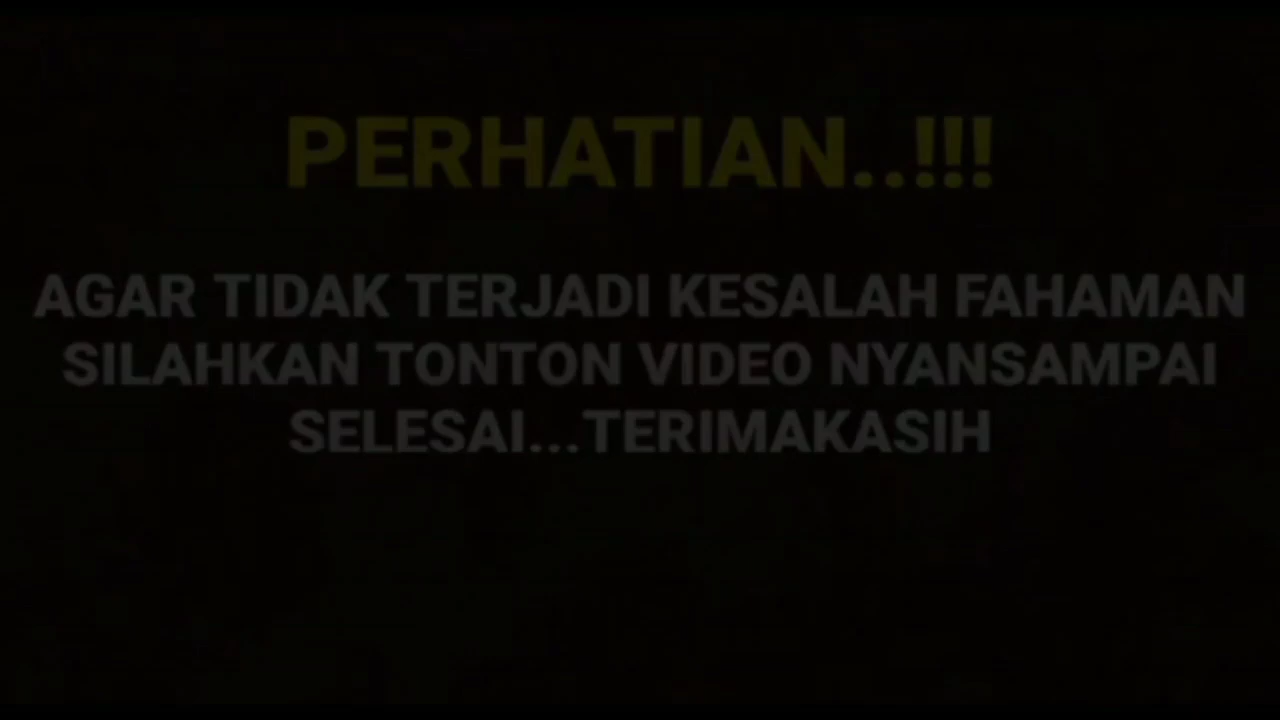 PERHATIAN..!!!
AGAR TIDAK TERJADI KESALAH FAHAMAN
SILAHKAN TONTON VIDEO NYANSAMPAI
SELESAI...TERIMAKASIH